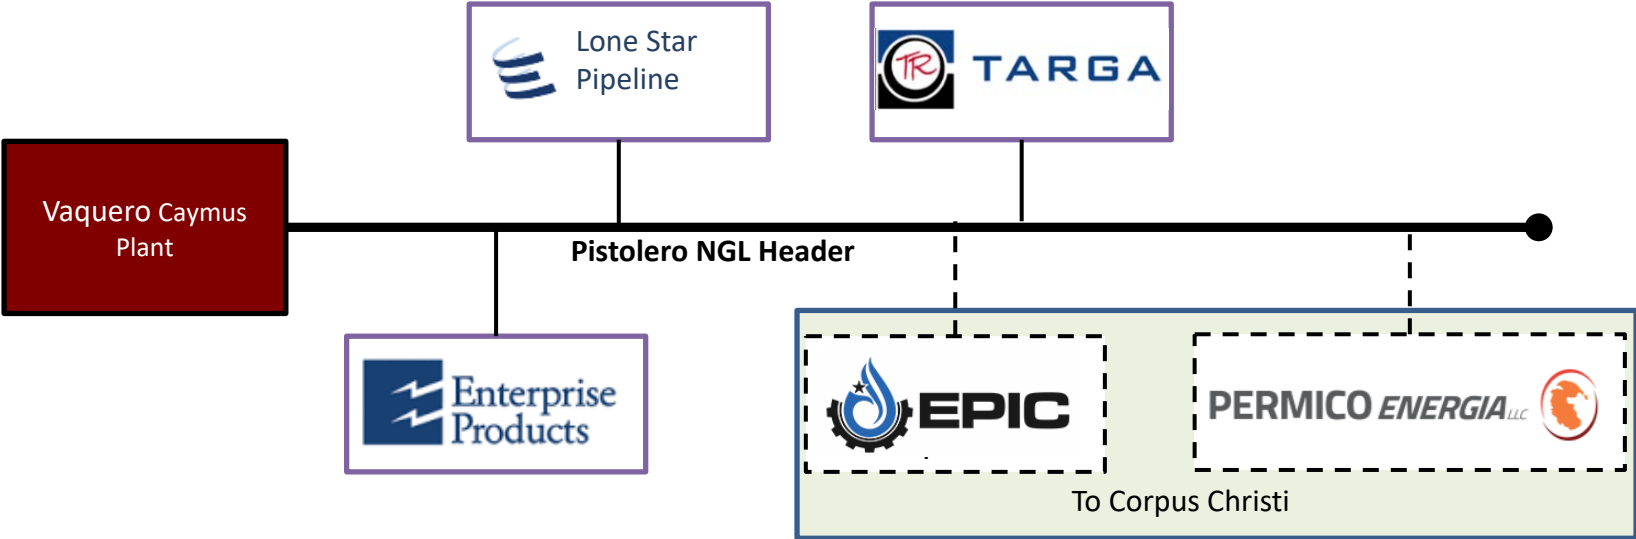 Lone Star
Pipeline
TR TARGA
Vaquero Caymus
Plant
Pistolero NGL Header
Enterprise
Products
EPIC
PERMICO ENERGIA LLC
To Corpus Christi